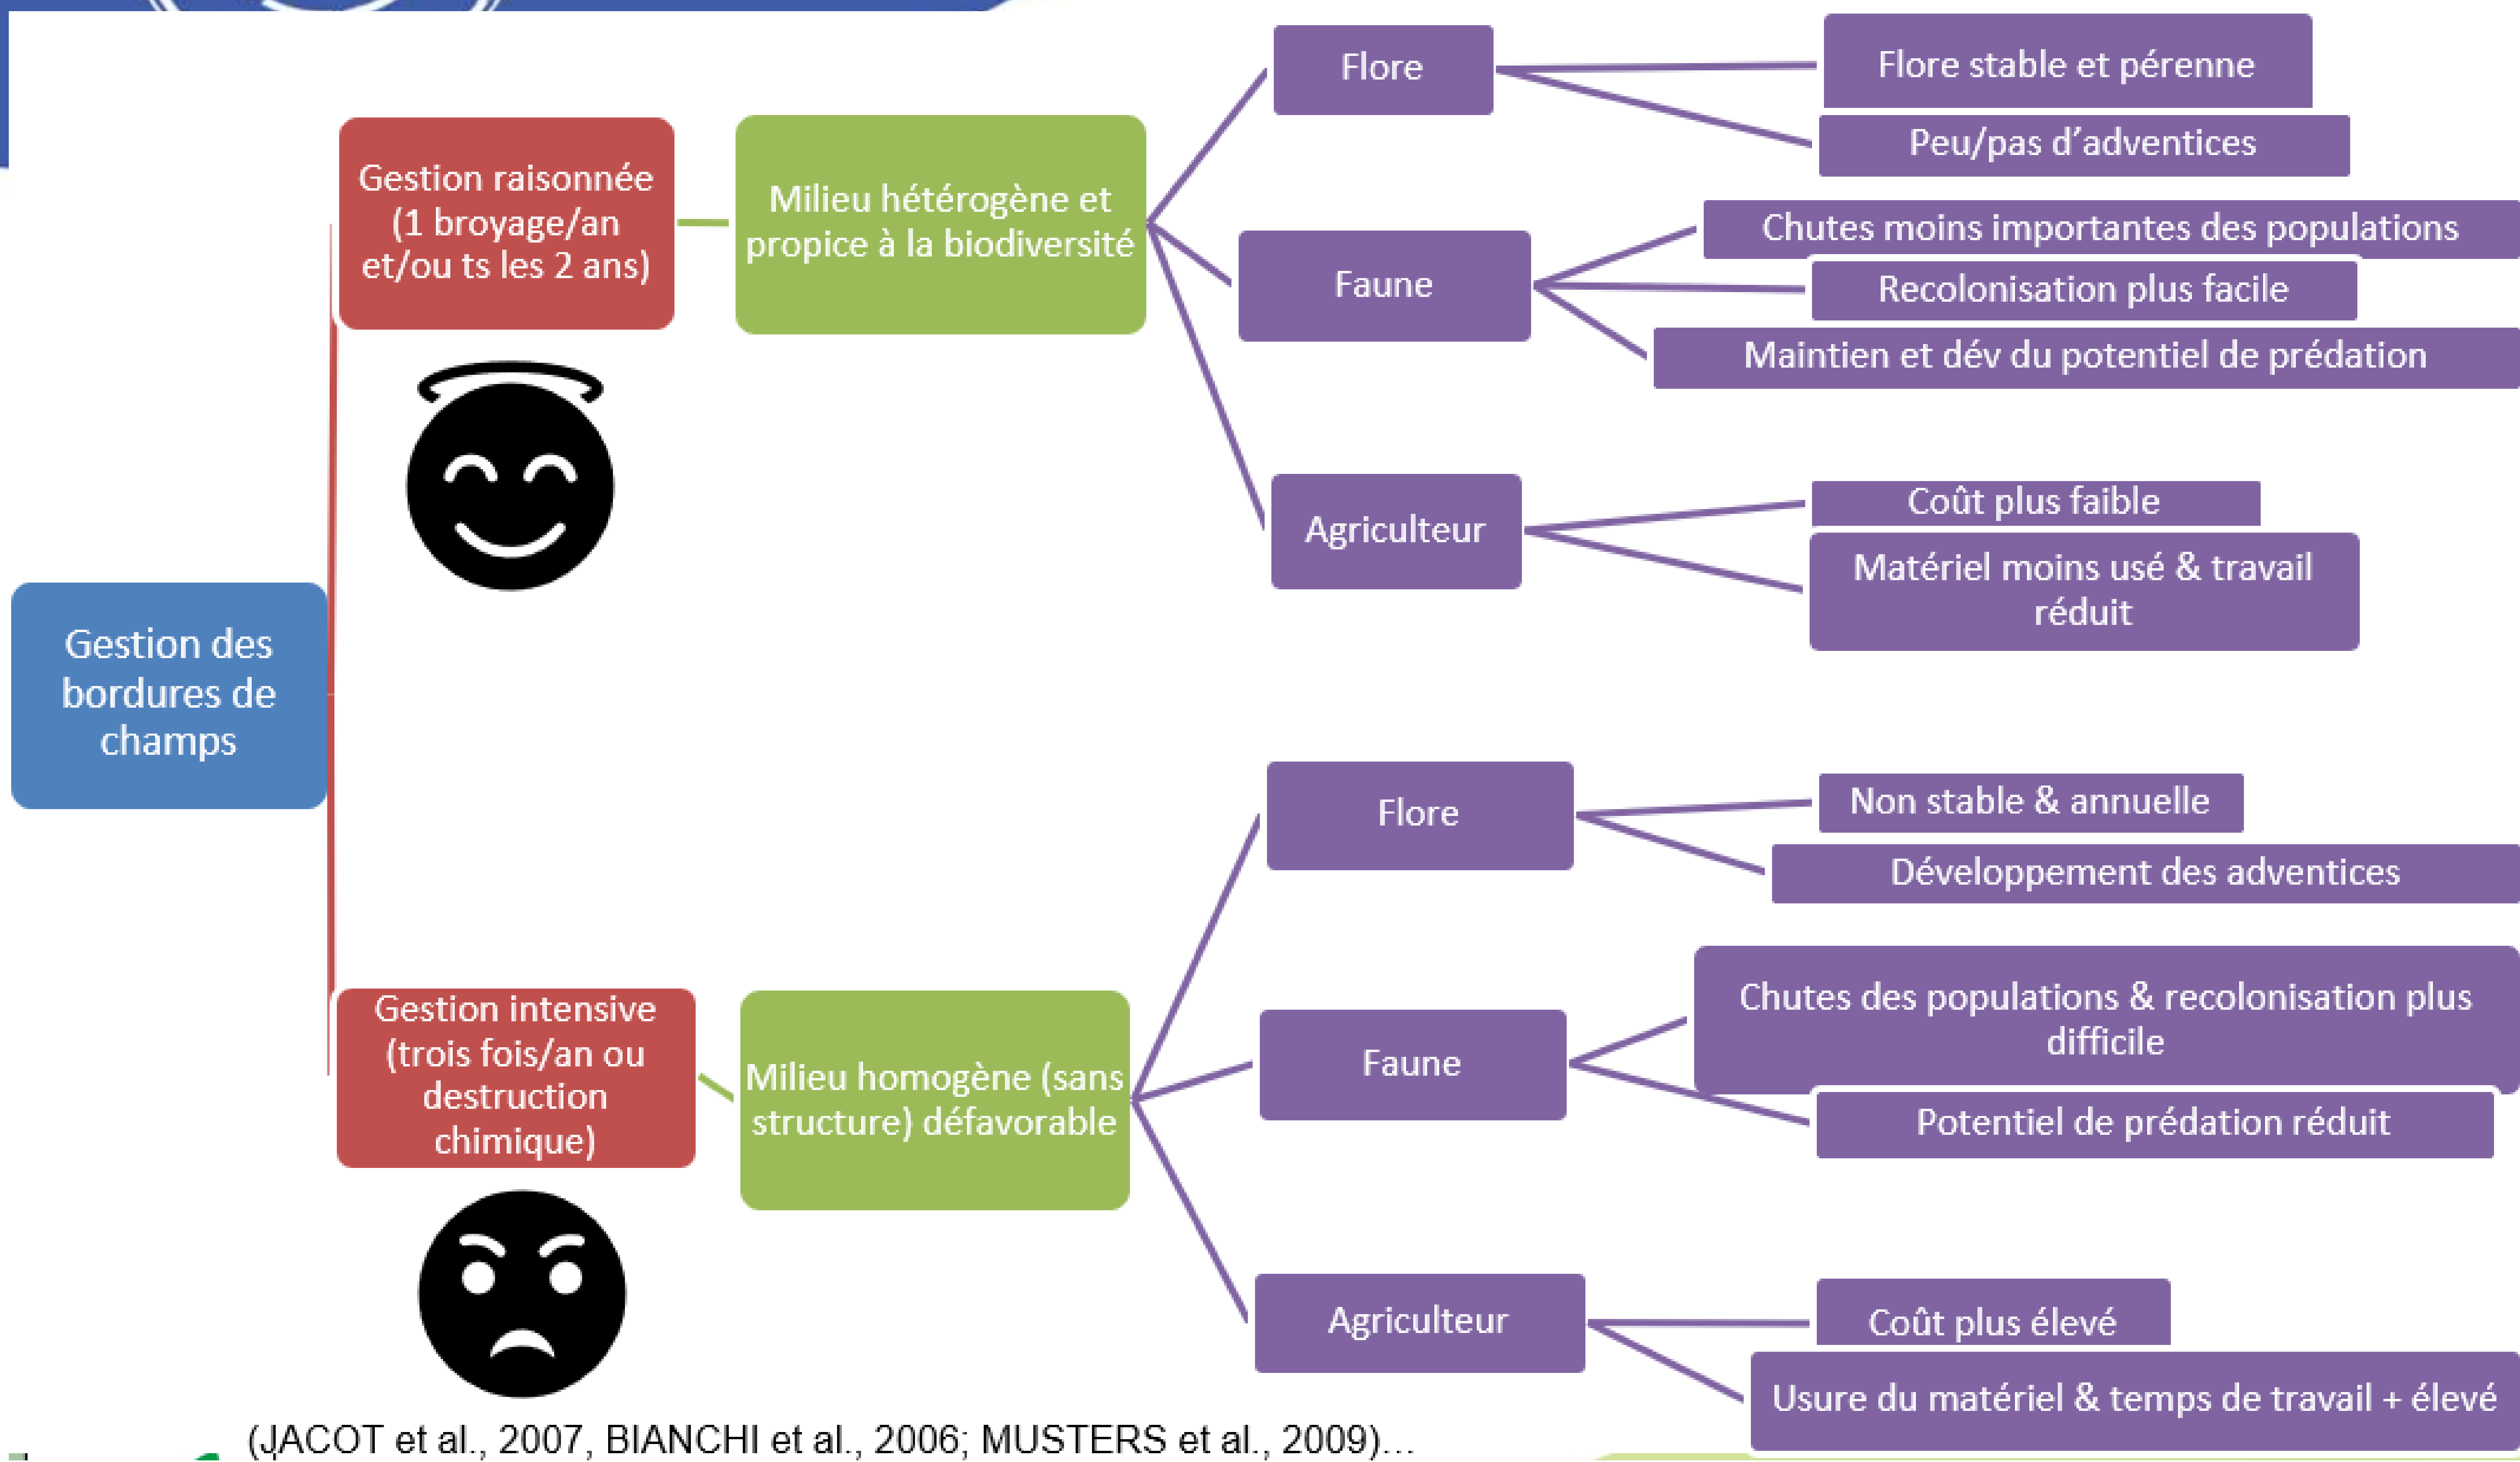 Gestion des
bordures de
champs
Gestion raisonnée
(1 broyage/an
et/ou ts les 2 ans)
Milieu hétérogène et
propice à la biodiversité
Flore
Flore stable et pérenne
Peu/pas d’adventices
Faune
Chutes moins importantes des populations
Recolonisation plus facile
Maintien et dév du potentiel de prédation
Agriculteur
Coût plus faible
Matériel moins usé & travail
réduit
Gestion intensive
(trois fois/an ou
destruction
chimique)
Milieu homogène (sans
structure) défavorable
Flore
Non stable & annuelle
Développement des adventices
Faune
Chutes des populations & recolonisation plus
difficile
Potentiel de prédation réduit
Agriculteur
Coût plus élevé
Usure du matériel & temps de travail + élevé
(JACOT et al., 2007, BIANCHI et al., 2006; MUSTERS et al., 2009)…